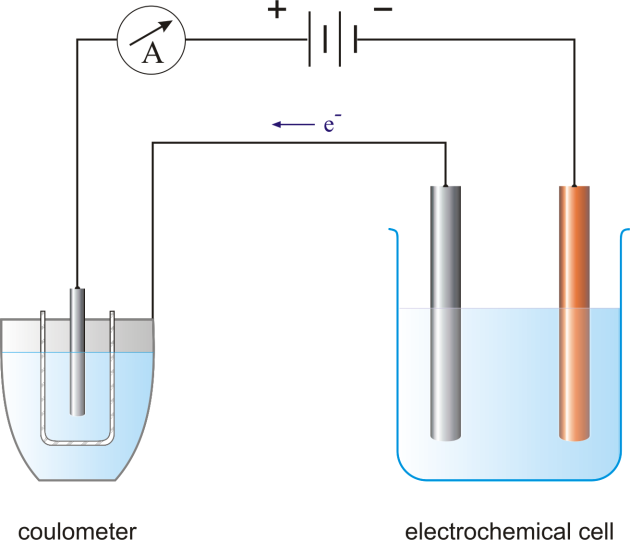 + −
A
e-
coulometer electrochemical cell